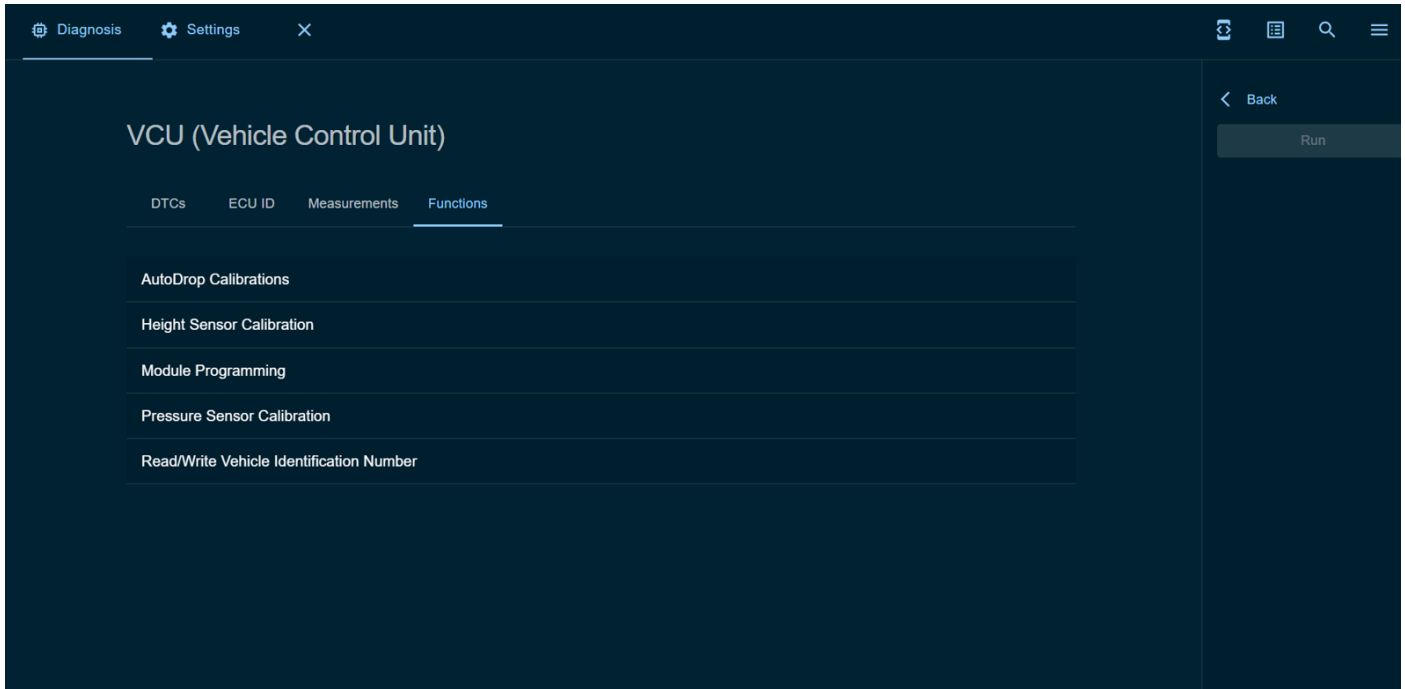 Diagnosis Settings
Back
Run
VCU (Vehicle Control Unit)
DTCs ECU ID Measurements Functions
AutoDrop Calibrations
Height Sensor Calibration
Module Programming
Pressure Sensor Calibration
Read/Write Vehicle Identification Number